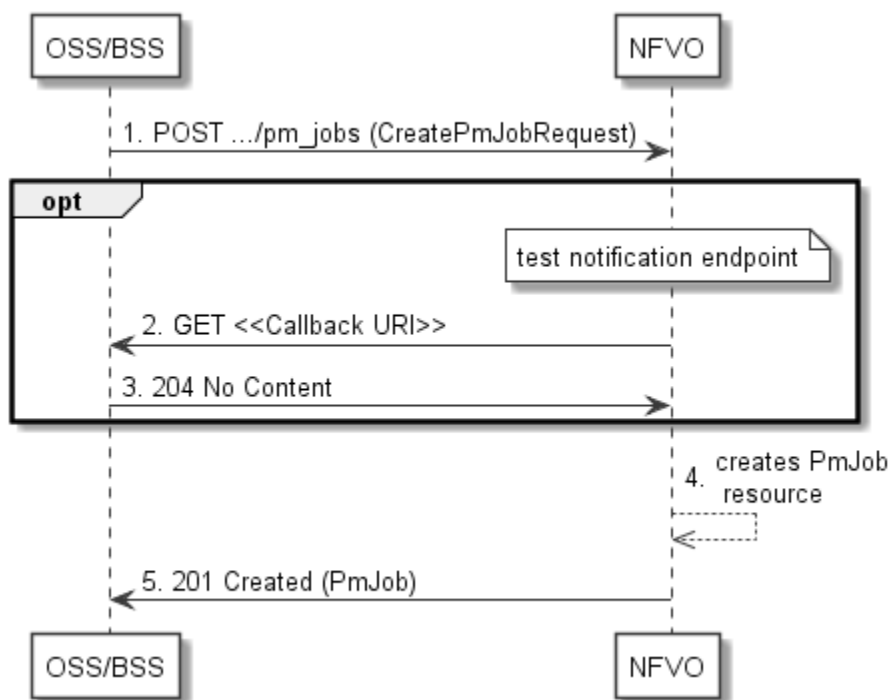 OSS/BSS
NFVO
1. POST .../pm_jobs (CreatePmJobRequest)
opt
test notification endpoint
2. GET <<Callback URI>>
3. 204 No Content
4. creates PmJob
resource
5. 201 Created (PmJob)
OSS/BSS
NFVO